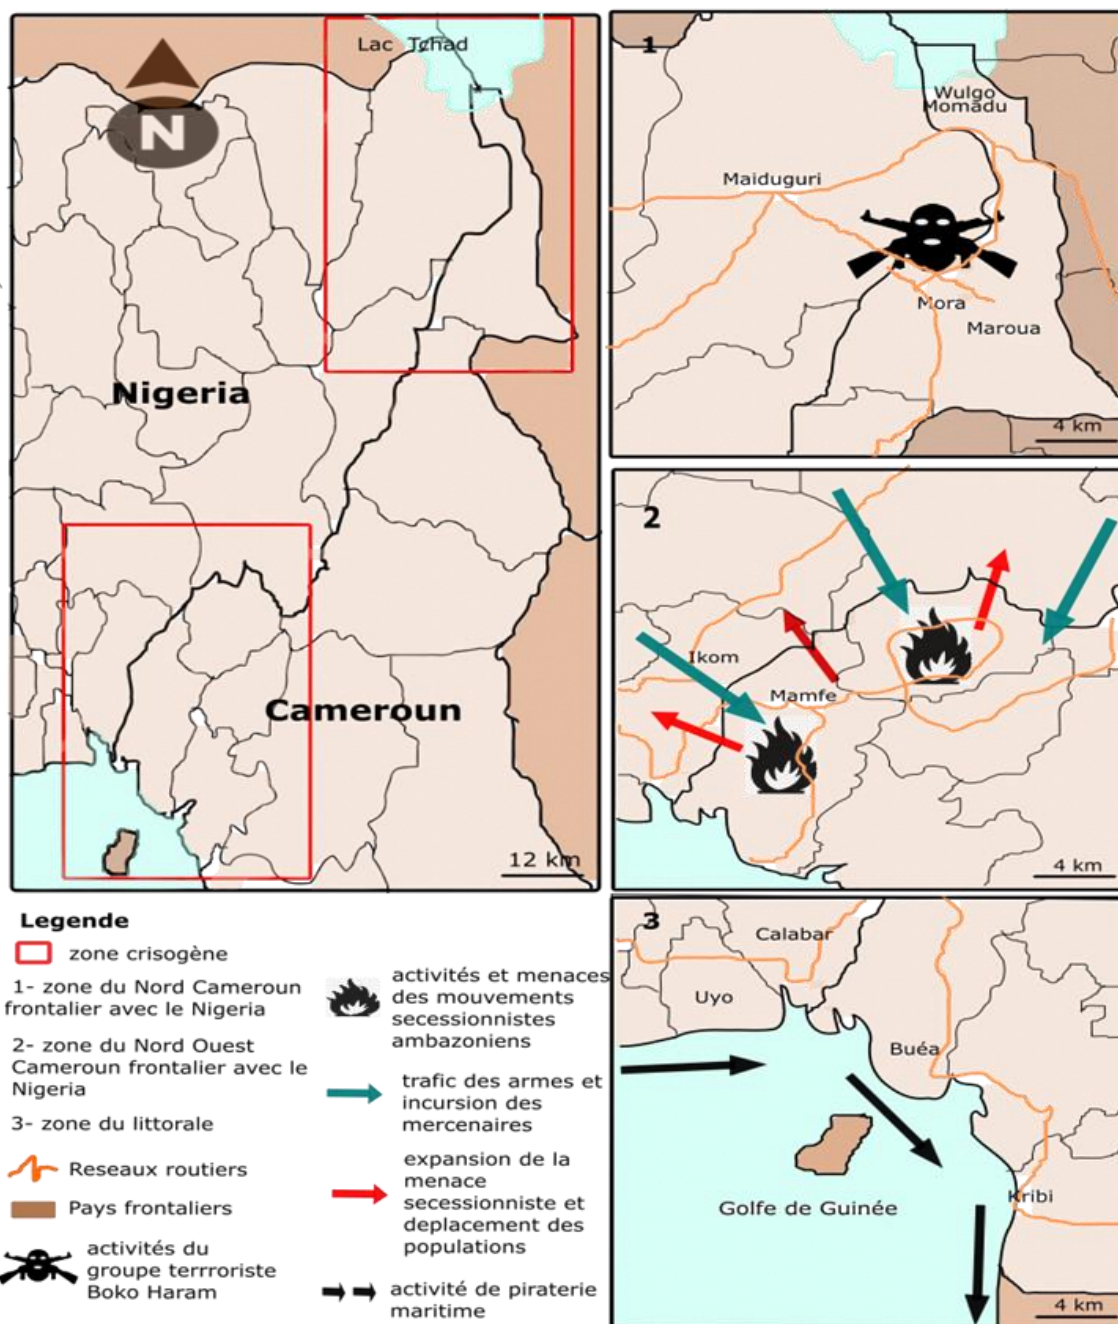 Lac Tchad
N
Nigeria
Cameroun
12 km
1
Wulgo
Momadu
Maiduguri
Mora
Maroua
4 km
2
Ikom
Mamfe
4 km
3
Calabar
Uyo
Buéa
Kribi
Golfe de Guinée
4 km
Legende
zone crisogène
1- zone du Nord Cameroun
frontalier avec le Nigeria
2- zone du Nord Ouest
Cameroun frontalier avec le
Nigeria
3- zone du littorale
Reseaux routiers
Pays frontaliers
activités du
groupe terrroriste
Boko Haram
activités et menaces
des mouvements
secessionnistes
ambazoniens
trafic des armes et
incursion des
mercenaires
expansion de la
menace
secessionniste et
deplacement des
populations
activité de piraterie
maritime